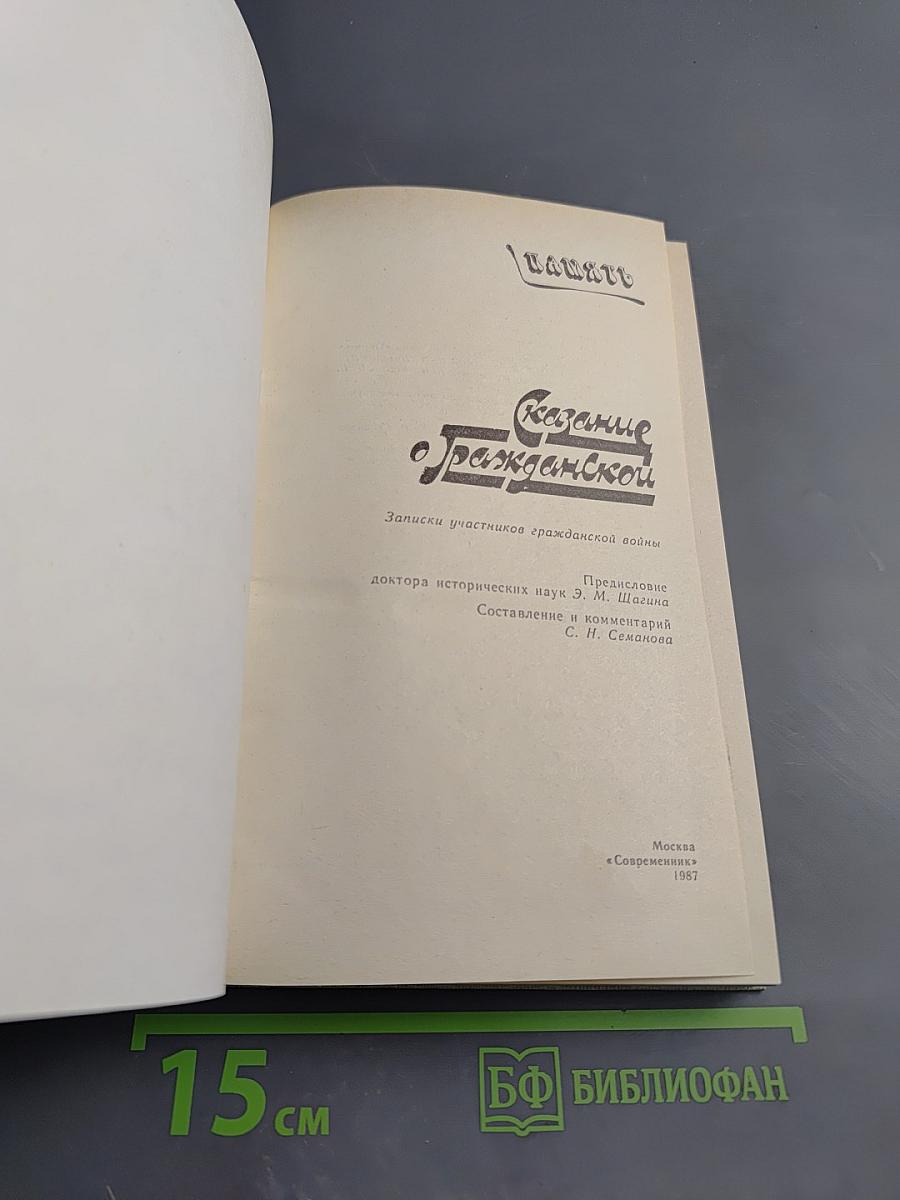 память
Сказание
о Гражданской
Записки участников гражданской войны
Предисловие
доктора исторических наук Э. М. Щагина
Составление и комментарий
С. Н. Семанова
Москва
«Современник»
1987
15 см
БФ БИБЛИОФАН